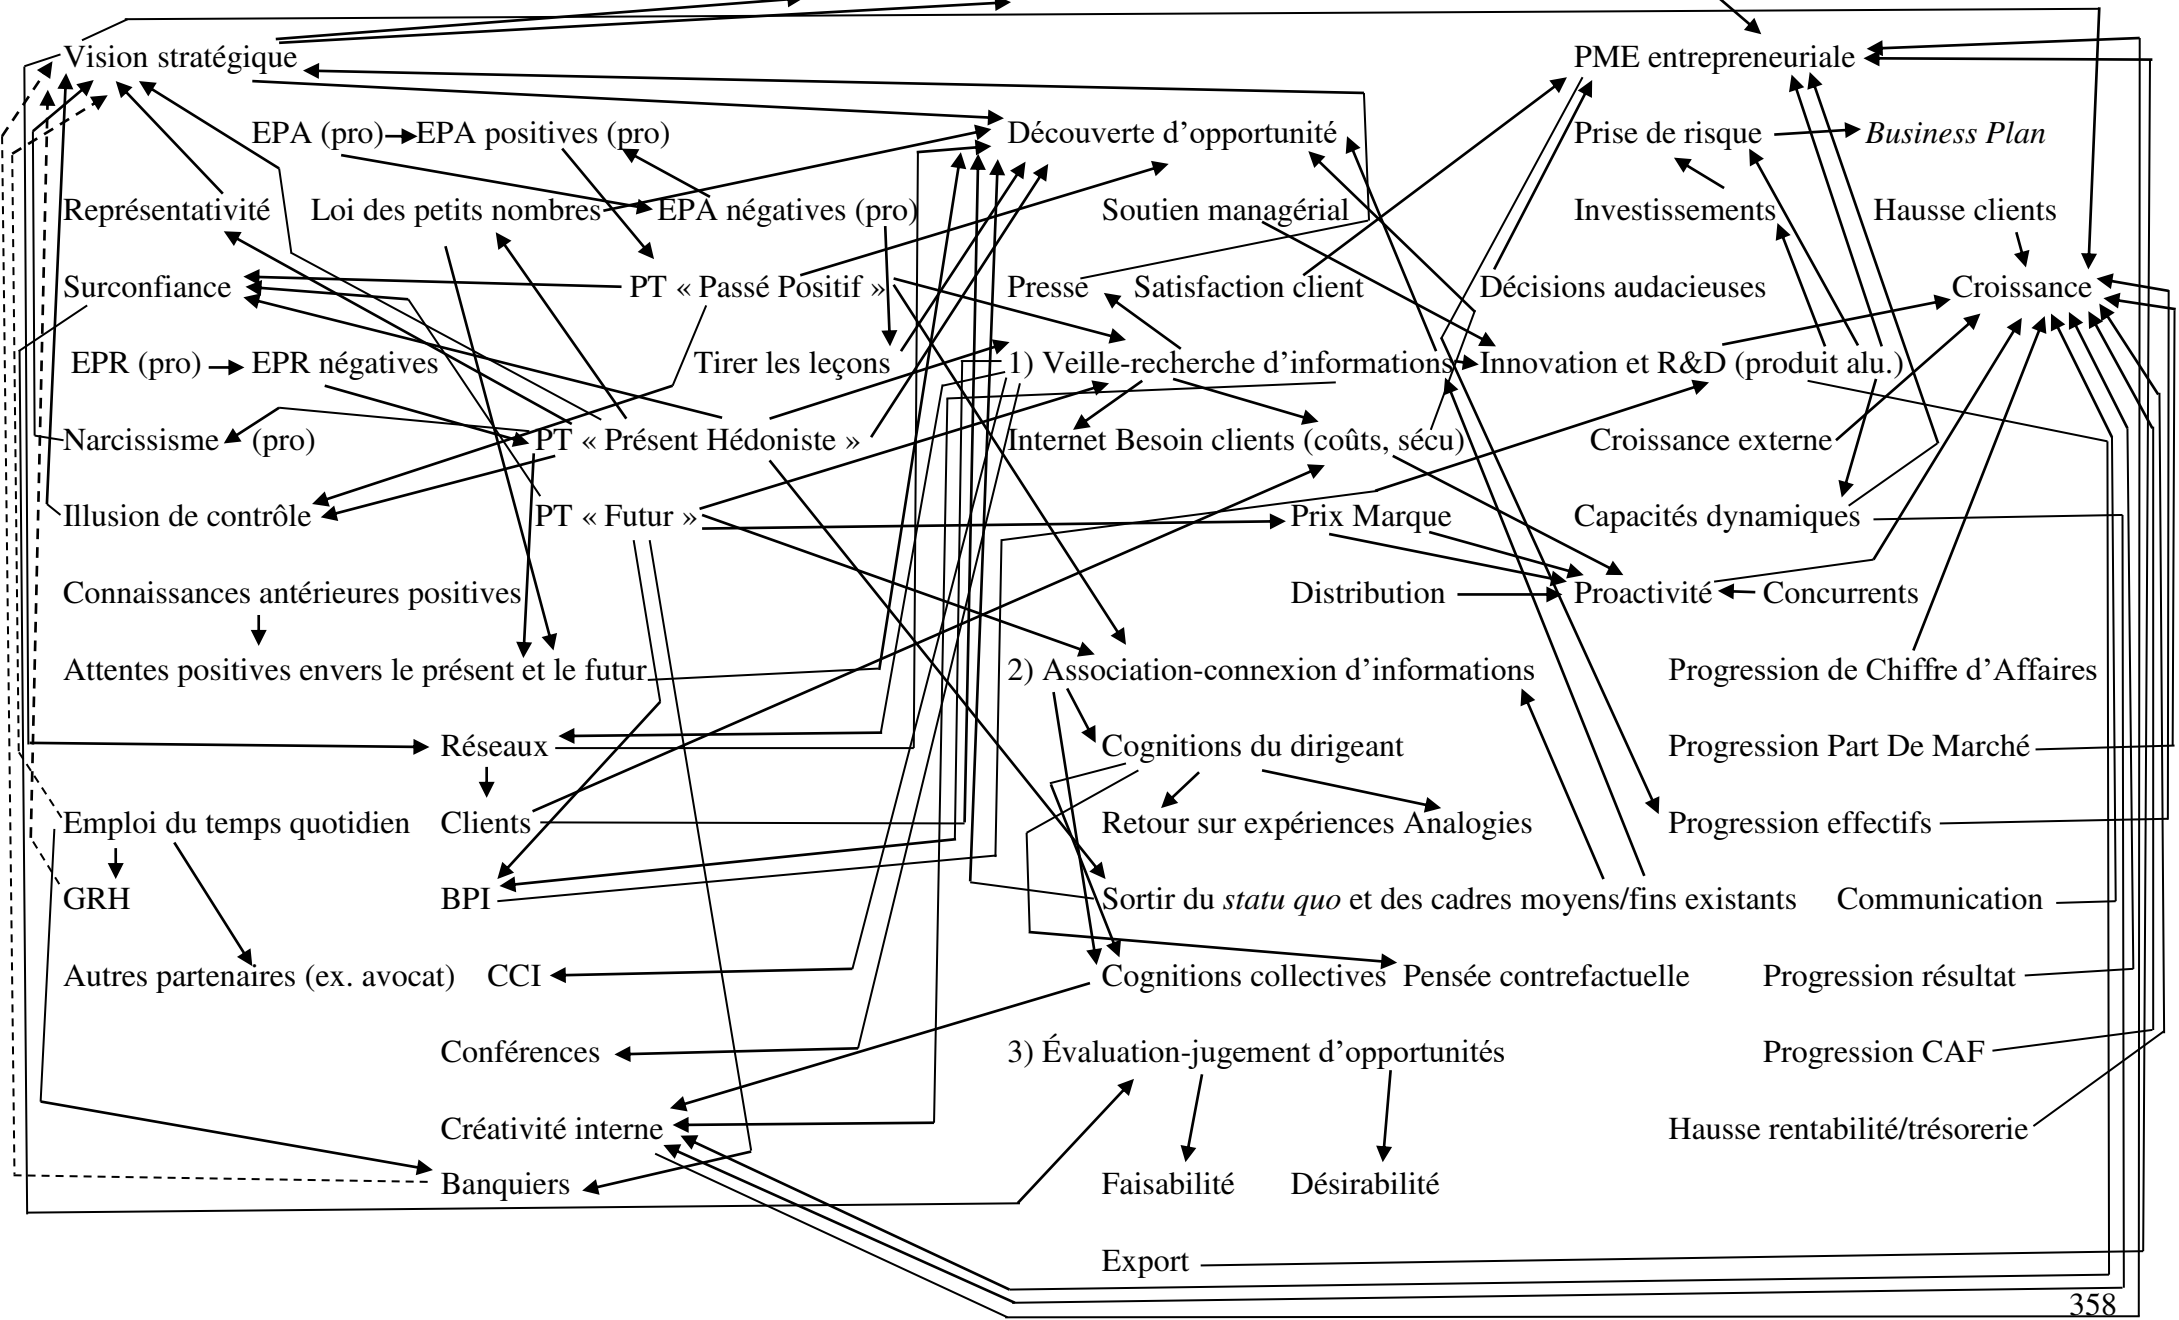 Vision stratégique PME entrepreneuriale
EPA (pro) EPA positives (pro) Découverte d’opportunité Prise de risque Business Plan
Représentativité Loi des petits nombres EPA négatives (pro) Soutien managérial Investissements Hausse clients
Surconfiance PT « Passé Positif » Presse Satisfaction client Décisions audacieuses Croissance
EPR (pro) EPR négatives Tirer les leçons 1) Veille-recherche d’informations Innovation et R&D (produit alu.)
Narcissisme (pro) PT « Présent Hédoniste » Internet Besoin clients (coûts, sécu) Croissance externe
Illusion de contrôle PT « Futur » Prix Marque Capacités dynamiques
Connaissances antérieures positives Distribution Proactivité Concurrents
Attentes positives envers le présent et le futur 2) Association-connexion d’informations Progression de Chiffre d’Affaires
Réseaux Cognitions du dirigeant Progression Part De Marché
Emploi du temps quotidien Clients Retour sur expériences Analogies Progression effectifs
GRH BPI Sortir du statu quo et des cadres moyens/fins existants Communication
Autres partenaires (ex. avocat) CCI Cognitions collectives Pensée contrefactuelle Progression résultat
Conférences 3) Évaluation-jugement d’opportunités Progression CAF
Créativité interne Hausse rentabilité/trésorerie
Banquiers Faisabilité Désirabilité
Export
358